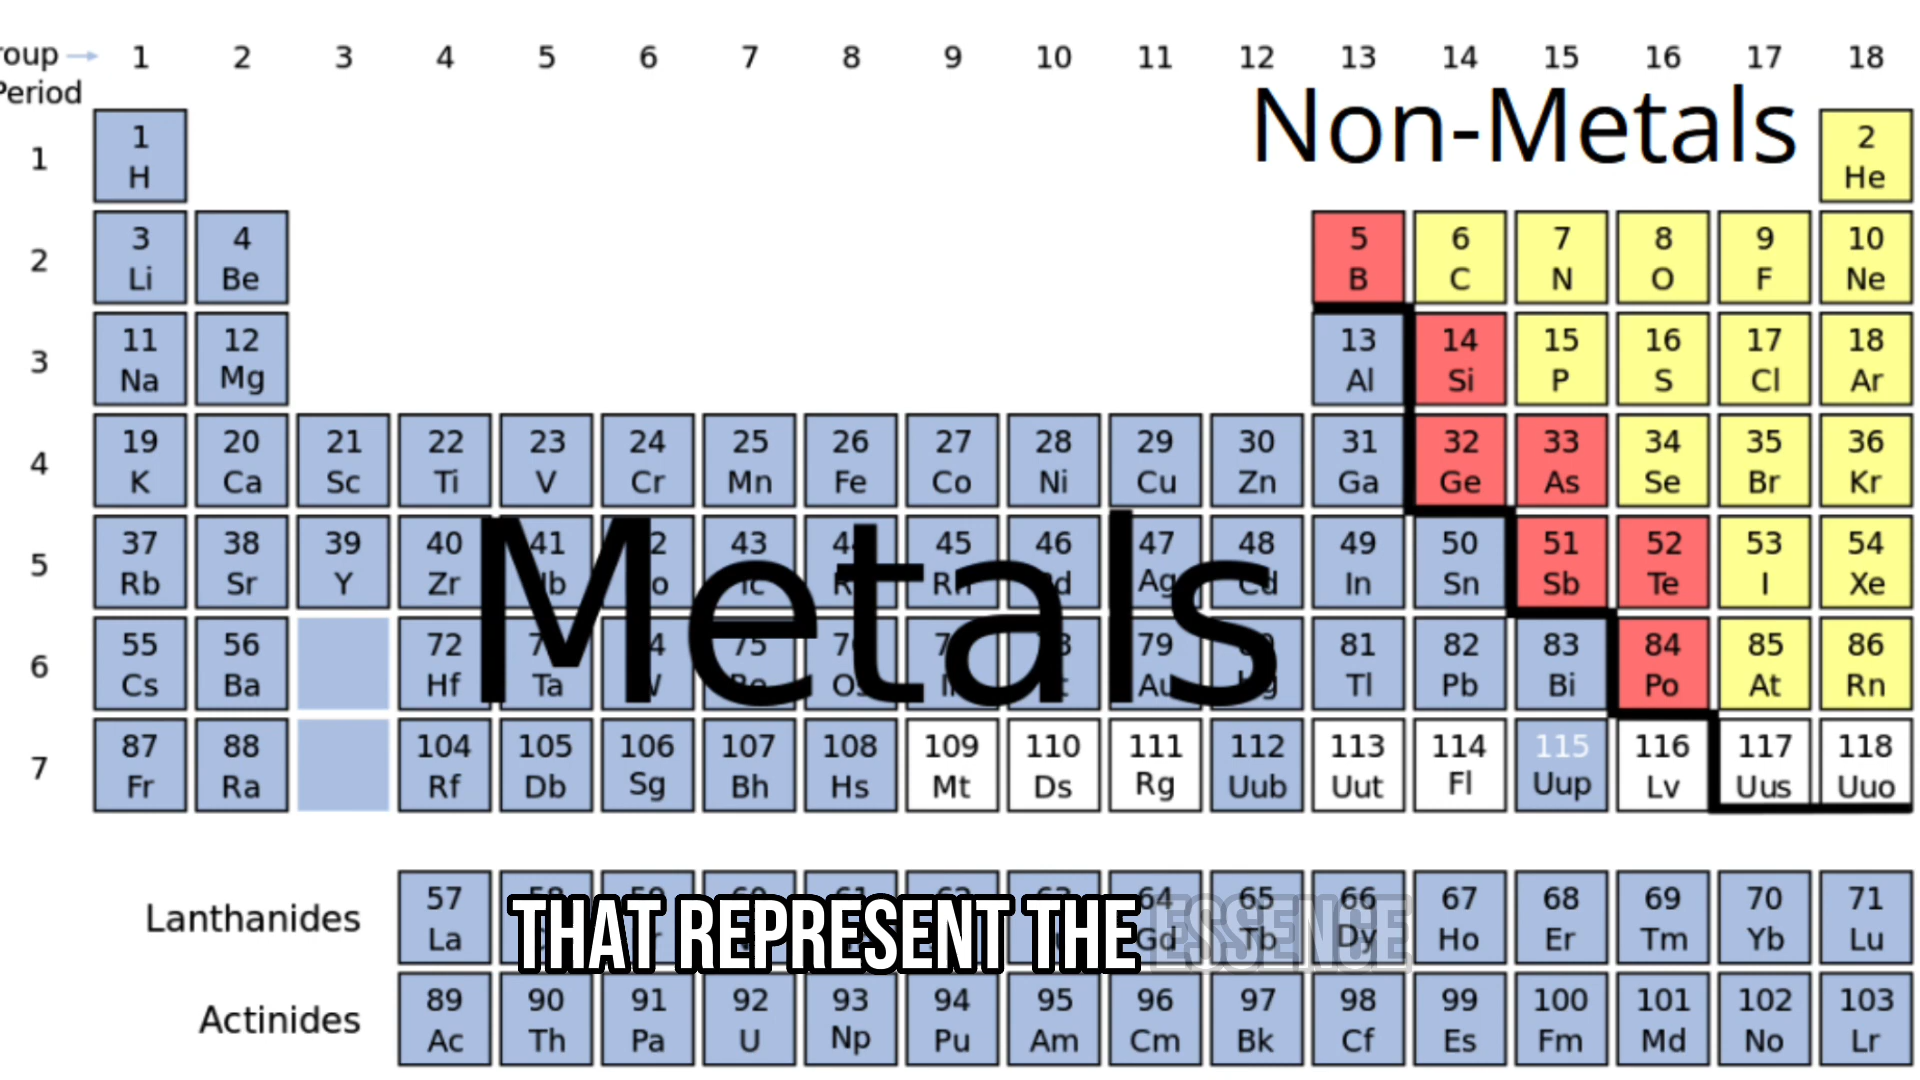 roup → 1 2 3 4 5 6 7 8 9 10 11 12 13 14 15 16 17 18
Period
Non-Metals
1 1 2
H He
2 3 4 5 6 7 8 9 10
Li Be B C N O F Ne
3 11 12 13 14 15 16 17 18
Na Mg Al Si P S Cl Ar
4 19 20 21 22 23 24 25 26 27 28 29 30 31 32 33 34 35 36
K Ca Sc Ti V Cr Mn Fe Co Ni Cu Zn Ga Ge As Se Br Kr
Metals
5 37 38 39 40 41 43 45 46 47 48 49 50 51 52 53 54
Rb Sr Y Zr Ag Cd In Sn Sb Te I Xe
6 55 56 72 75 79 81 82 83 84 85 86
Cs Ba Hf Ta Au Tl Pb Bi Po At Rn
7 87 88 104 105 106 107 108 109 110 111 112 113 114 115 116 117 118
Fr Ra Rf Db Sg Bh Hs Mt Ds Rg Uub Uut Fl Uup Lv Uus Uuo
Lanthanides 57 64 65 66 67 68 69 70 71
La Gd Tb Dy Ho Er Tm Yb Lu
THAT REPRESENT THE ESSENCE
Actinides 89 90 91 92 93 94 95 96 97 98 99 100 101 102 103
Ac Th Pa U Np Pu Am Cm Bk Cf Es Fm Md No Lr